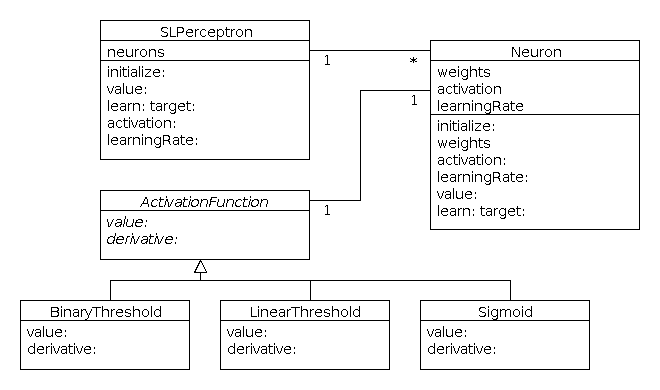 SLPerceptron
neurons
initialize:
value:
learn: target:
activation:
learningRate:
1
*
Neuron
weights
activation
learningRate
initialize:
weights
activation:
learningRate:
value:
learn: target:
1
ActivationFunction
value:
derivative:
1
BinaryThreshold
value:
derivative:
LinearThreshold
value:
derivative:
Sigmoid
value:
derivative: